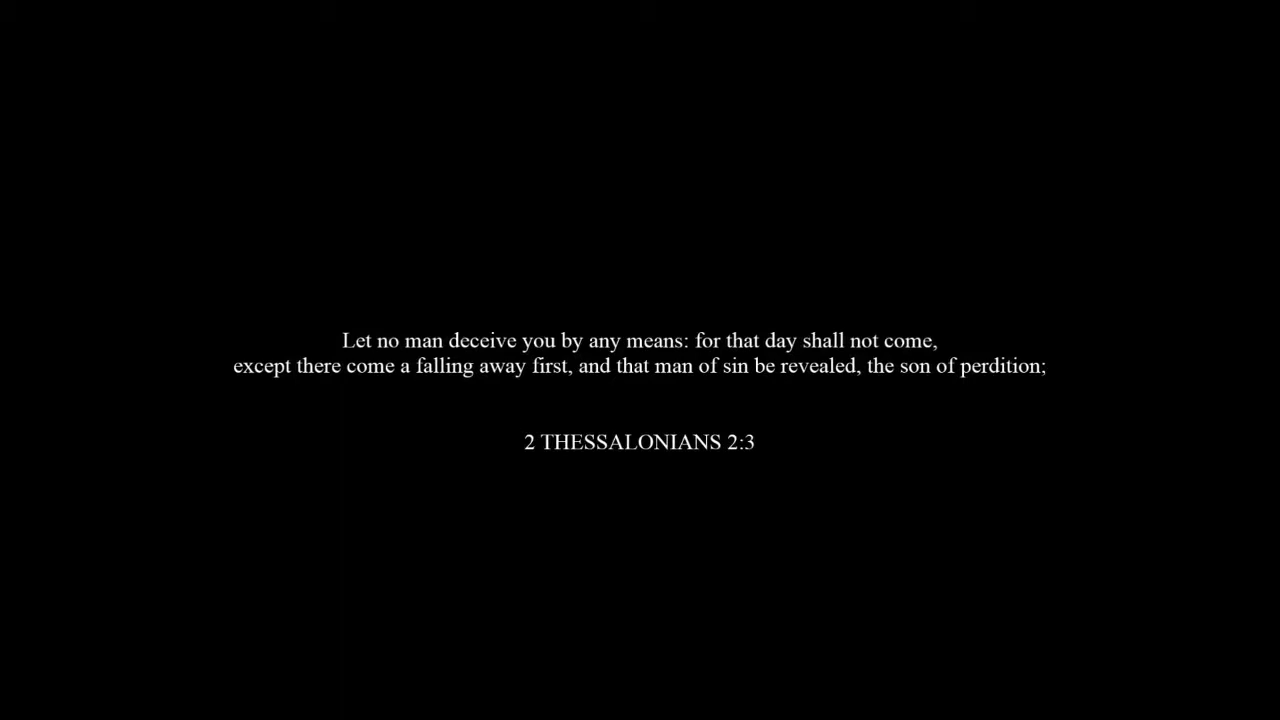 Let no man deceive you by any means: for that day shall not come,
except there come a falling away first, and that man of sin be revealed, the son of perdition;
2 THESSALONIANS 2:3